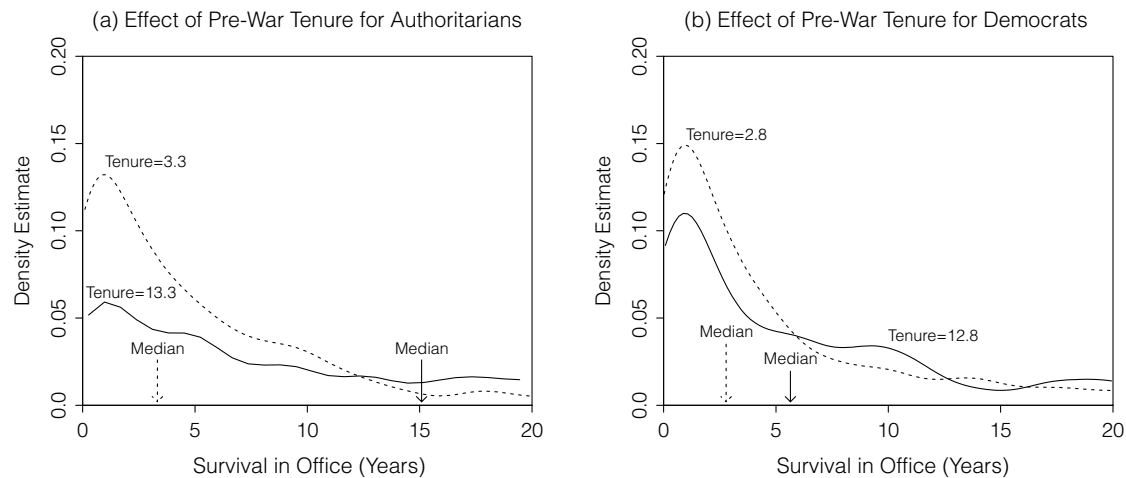 (a) Effect of Pre-War Tenure for Authoritarians
Density Estimate
0.20
0.15
0.10
0.05
0.0
Tenure=3.3
Tenure=13.3
Median
Median
0 5 10 15 20
Survival in Office (Years)
(b) Effect of Pre-War Tenure for Democrats
Density Estimate
0.20
0.15
0.10
0.05
0.0
Tenure=2.8
Tenure=12.8
Median
Median
0 5 10 15 20
Survival in Office (Years)